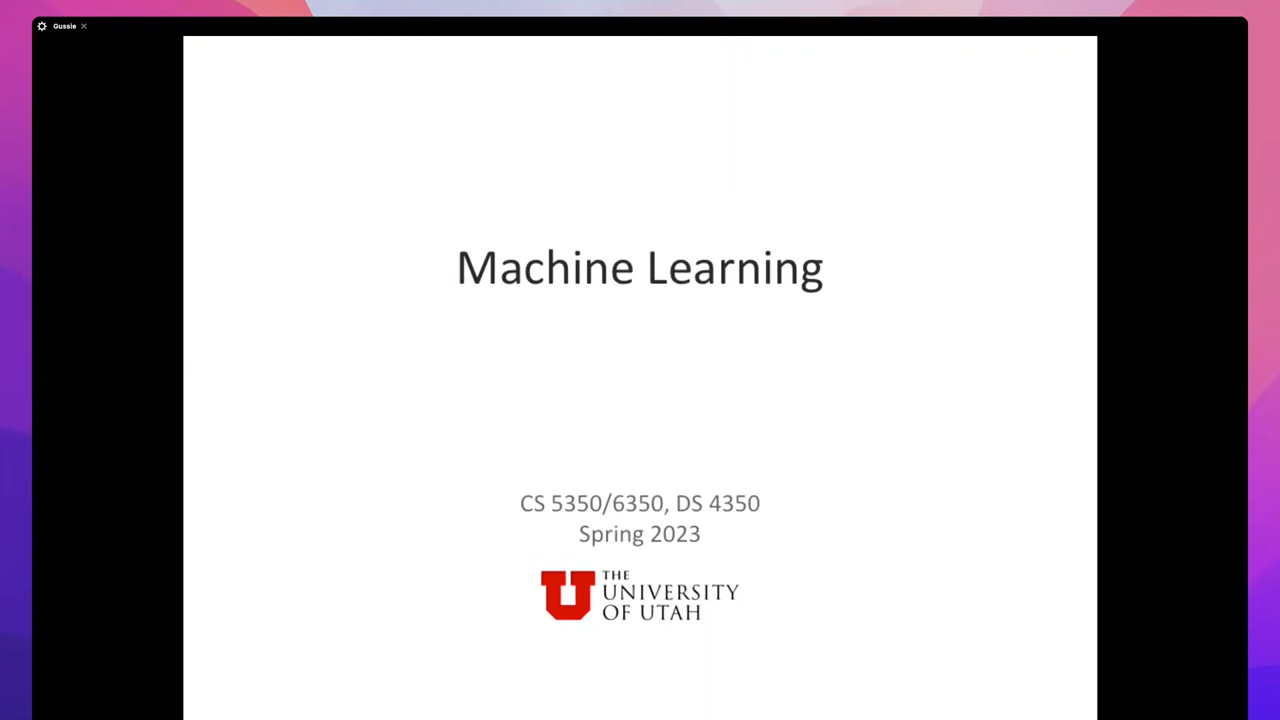 Gussie
Machine Learning
CS 5350/6350, DS 4350
Spring 2023
U THE
UNIVERSITY
OF UTAH